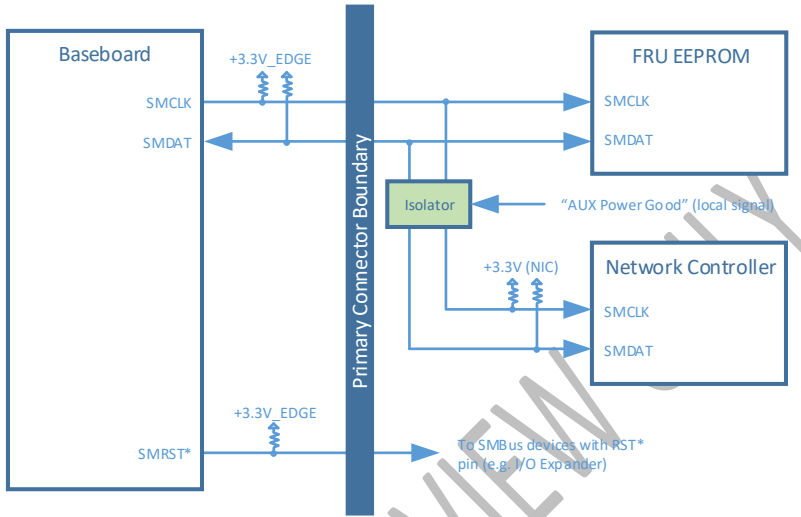 Baseboard
+3.3V_EDGE
SMCLK
SMDAT
+3.3V_EDGE
SMRST*
Primary Connector Boundary
FRU EEPROM
SMCLK
SMDAT
Isolator
“AUX Power Good” (local signal)
+3.3V (NIC)
Network Controller
SMCLK
SMDAT
To SMBus devices with RST*
pin (e.g. I/O Expander)
VIEW